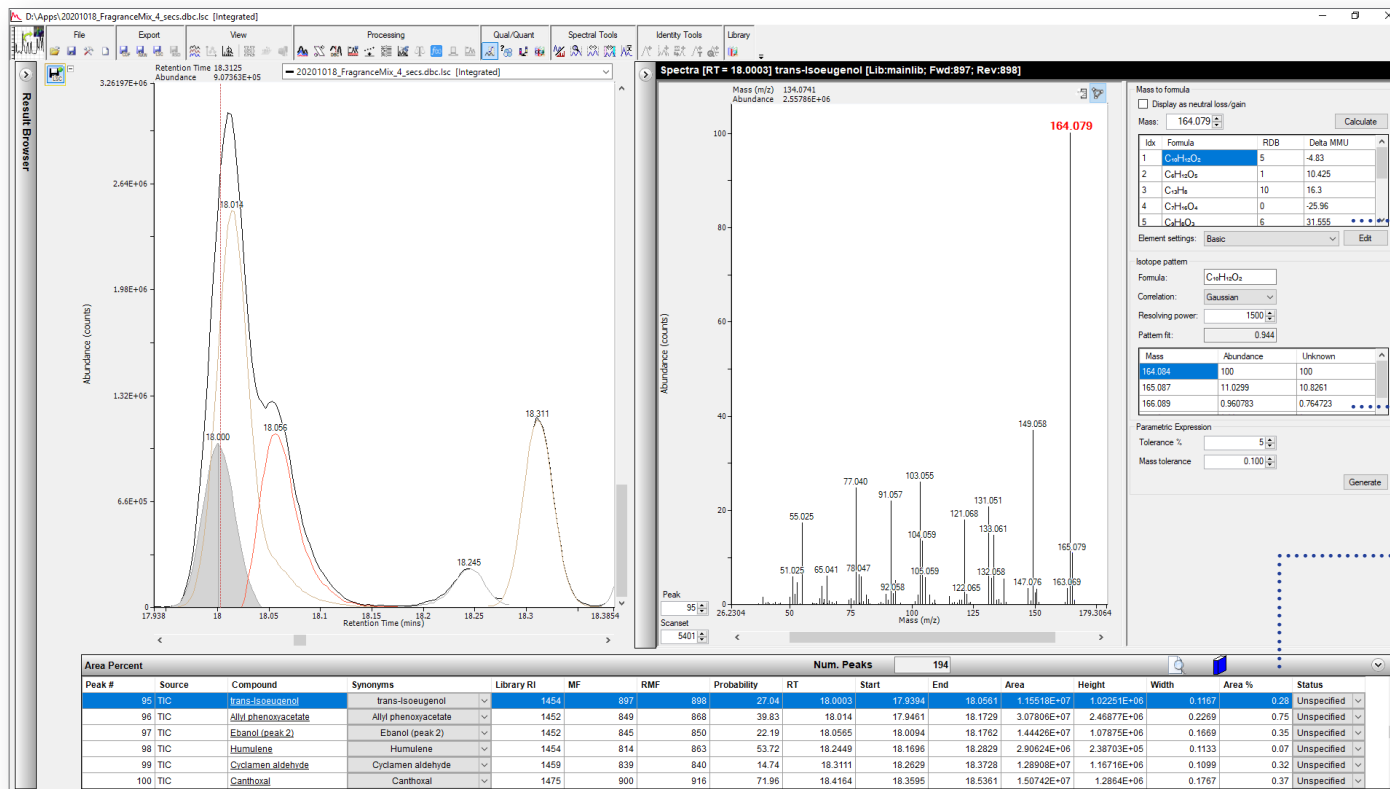 D:\Apps\20201018_FragranceMix_4_secs.dbc.lsc [Integrated]
File Export View Processing Qual/Quant Spectral Tools Identity Tools Library
Result Browser
Retention Time 18.3125
Abundance 9.07363E+05
20201018_FragranceMix_4_secs.dbc.lsc [Integrated]
3.26197E+06
2.64E+06
1.98E+06
1.32E+06
6.6E+05
0
Abundance (counts)
18.014
18.000
18.056
18.245
18.311
17.938 18 18.05 18.1 18.15 18.2 18.25 18.3 18.3854
Retention Time (mins)
Spectra [RT = 18.0003] trans-Isoeugenol [Lib:mainlib; Fwd:897; Rev:898]
Mass (m/z) 134.0741
Abundance 2.55786E+06
100
80
60
40
20
0
Abundance (counts)
164.079
149.058
103.055
77.040
91.057
131.051
55.025
121.068
133.061
104.059
165.079
51.025
65.041
78.047
105.059
132.058
92.058
122.065
147.076
163.069
26.2304 50 75 100 125 150 179.3064
Mass (m/z)
Peak
95
Scanset
5401
Mass to formula
Display as neutral loss/gain
Mass: 164.079 Calculate
Idx Formula RDB Delta MMU
1 C₁₀H₁₂O₂ 5 -4.83
2 C₆H₁₂O₅ 1 10.425
3 C₁₃H₈ 10 16.3
4 C₇H₁₆O₄ 0 -25.96
5 C₉H₈O₃ 6 31.555
Element settings: Basic Edit
Isotope pattern
Formula: C₁₀H₁₂O₂
Correlation: Gaussian
Resolving power: 1500
Pattern fit: 0.944
Mass Abundance Unknown
164.084 100 100
165.087 11.0299 10.8261
166.089 0.960783 0.764723
Parametric Expression
Tolerance % 5
Mass tolerance 0.100
Generate
Area Percent Num. Peaks 194
Peak # Source Compound Synonyms Library RI MF RMF Probability RT Start End Area Height Width Area % Status
95 TIC trans-Isoeugenol trans-Isoeugenol 1454 897 898 27.04 18.0003 17.9394 18.0561 1.15518E+07 1.02251E+06 0.1167 0.28 Unspecified
96 TIC Allyl phenoxyacetate Allyl phenoxyacetate 1452 849 868 39.83 18.014 17.9461 18.1729 3.07806E+07 2.46877E+06 0.2269 0.75 Unspecified
97 TIC Ebanol (peak 2) Ebanol (peak 2) 1452 845 850 22.19 18.0565 18.0094 18.1762 1.44426E+07 1.07875E+06 0.1669 0.35 Unspecified
98 TIC Humulene Humulene 1454 814 863 53.72 18.2449 18.1696 18.2829 2.90624E+06 2.38703E+05 0.1133 0.07 Unspecified
99 TIC Cyclamen aldehyde Cyclamen aldehyde 1459 839 840 14.74 18.3111 18.2629 18.3728 1.28908E+07 1.16716E+06 0.1099 0.32 Unspecified
100 TIC Canthoxal Canthoxal 1475 900 916 71.96 18.4164 18.3595 18.5361 1.50742E+07 1.2864E+06 0.1767 0.37 Unspecified